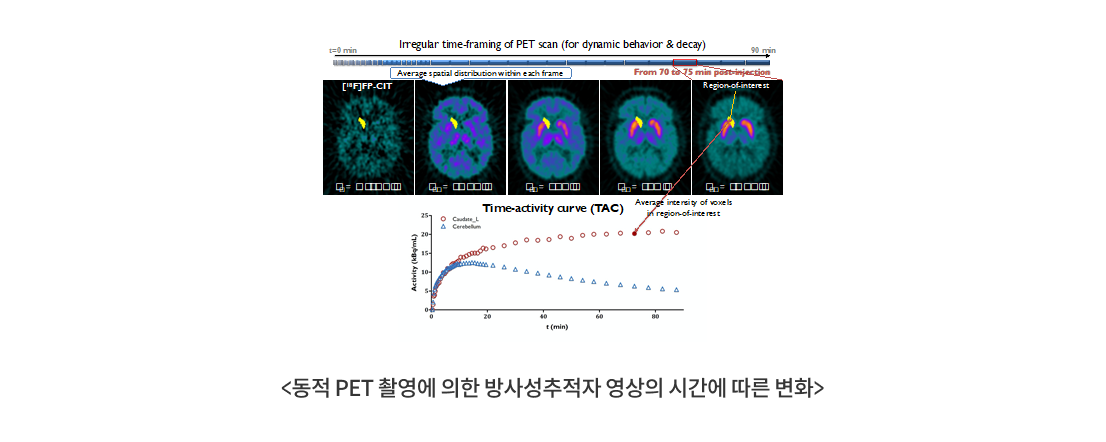 Irregular time-framing of PET scan (for dynamic behavior & decay)
t=0 min
90 min
Average spatial distribution within each frame
From 70 to 75 min post-injection
[¹⁸F]FP-CIT
Region-of-interest
Average intensity of voxels
in region-of-interest
Time-activity curve (TAC)
Caudate_L
Cerebellum
Activity (kBq/mL)
25
20
15
10
5
0
0 20 40 60 80
t (min)
<동적 PET 촬영에 의한 방사성추적자 영상의 시간에 따른 변화>